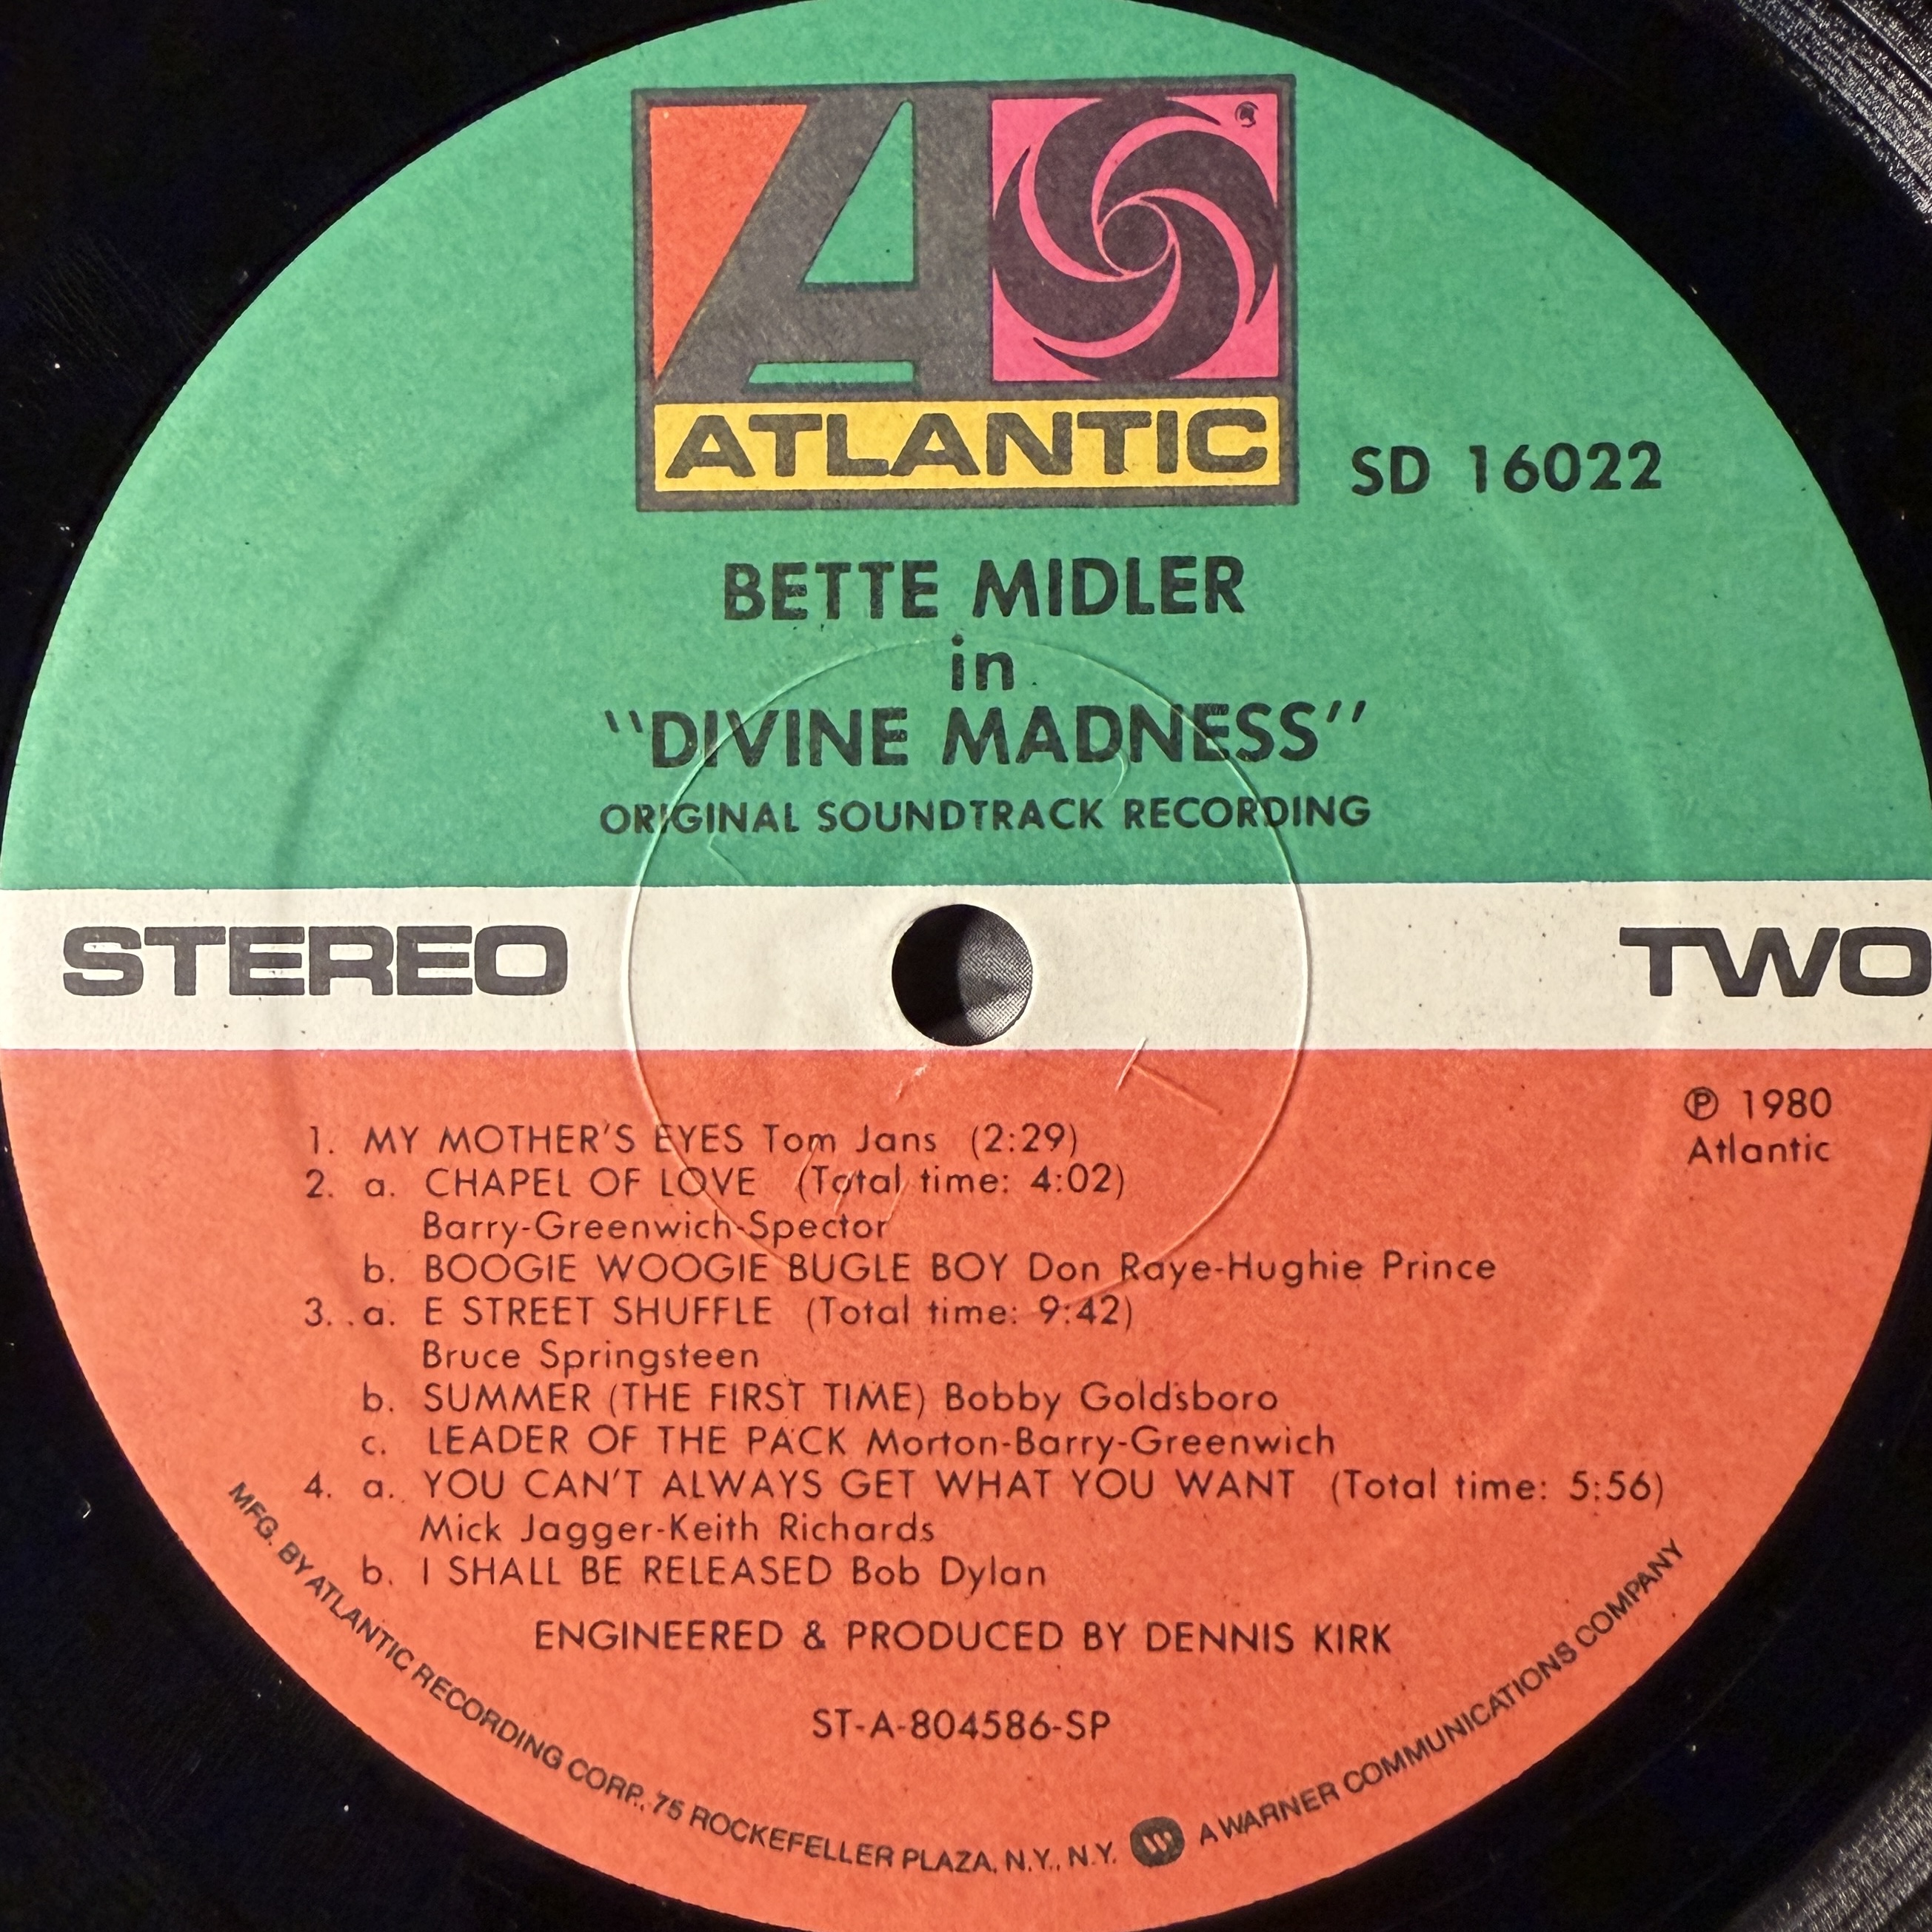 ATLANTIC
SD 16022
BETTE MIDLER
in
"DIVINE MADNESS"
ORIGINAL SOUNDTRACK RECORDING
STEREO
TWO
℗ 1980
Atlantic
1. MY MOTHER'S EYES Tom Jans (2:29)
2. a. CHAPEL OF LOVE (Total time: 4:02)
Barry-Greenwich-Spector
b. BOOGIE WOOGIE BUGLE BOY Don Raye-Hughie Prince
3. a. E STREET SHUFFLE (Total time: 9:42)
Bruce Springsteen
b. SUMMER (THE FIRST TIME) Bobby Goldsboro
c. LEADER OF THE PACK Morton-Barry-Greenwich
4. a. YOU CAN'T ALWAYS GET WHAT YOU WANT (Total time: 5:56)
Mick Jagger-Keith Richards
b. I SHALL BE RELEASED Bob Dylan
ENGINEERED & PRODUCED BY DENNIS KIRK
ST-A-804586-SP
MFG. BY ATLANTIC RECORDING CORP., 75 ROCKEFELLER PLAZA, N.Y., N.Y. A WARNER COMMUNICATIONS COMPANY